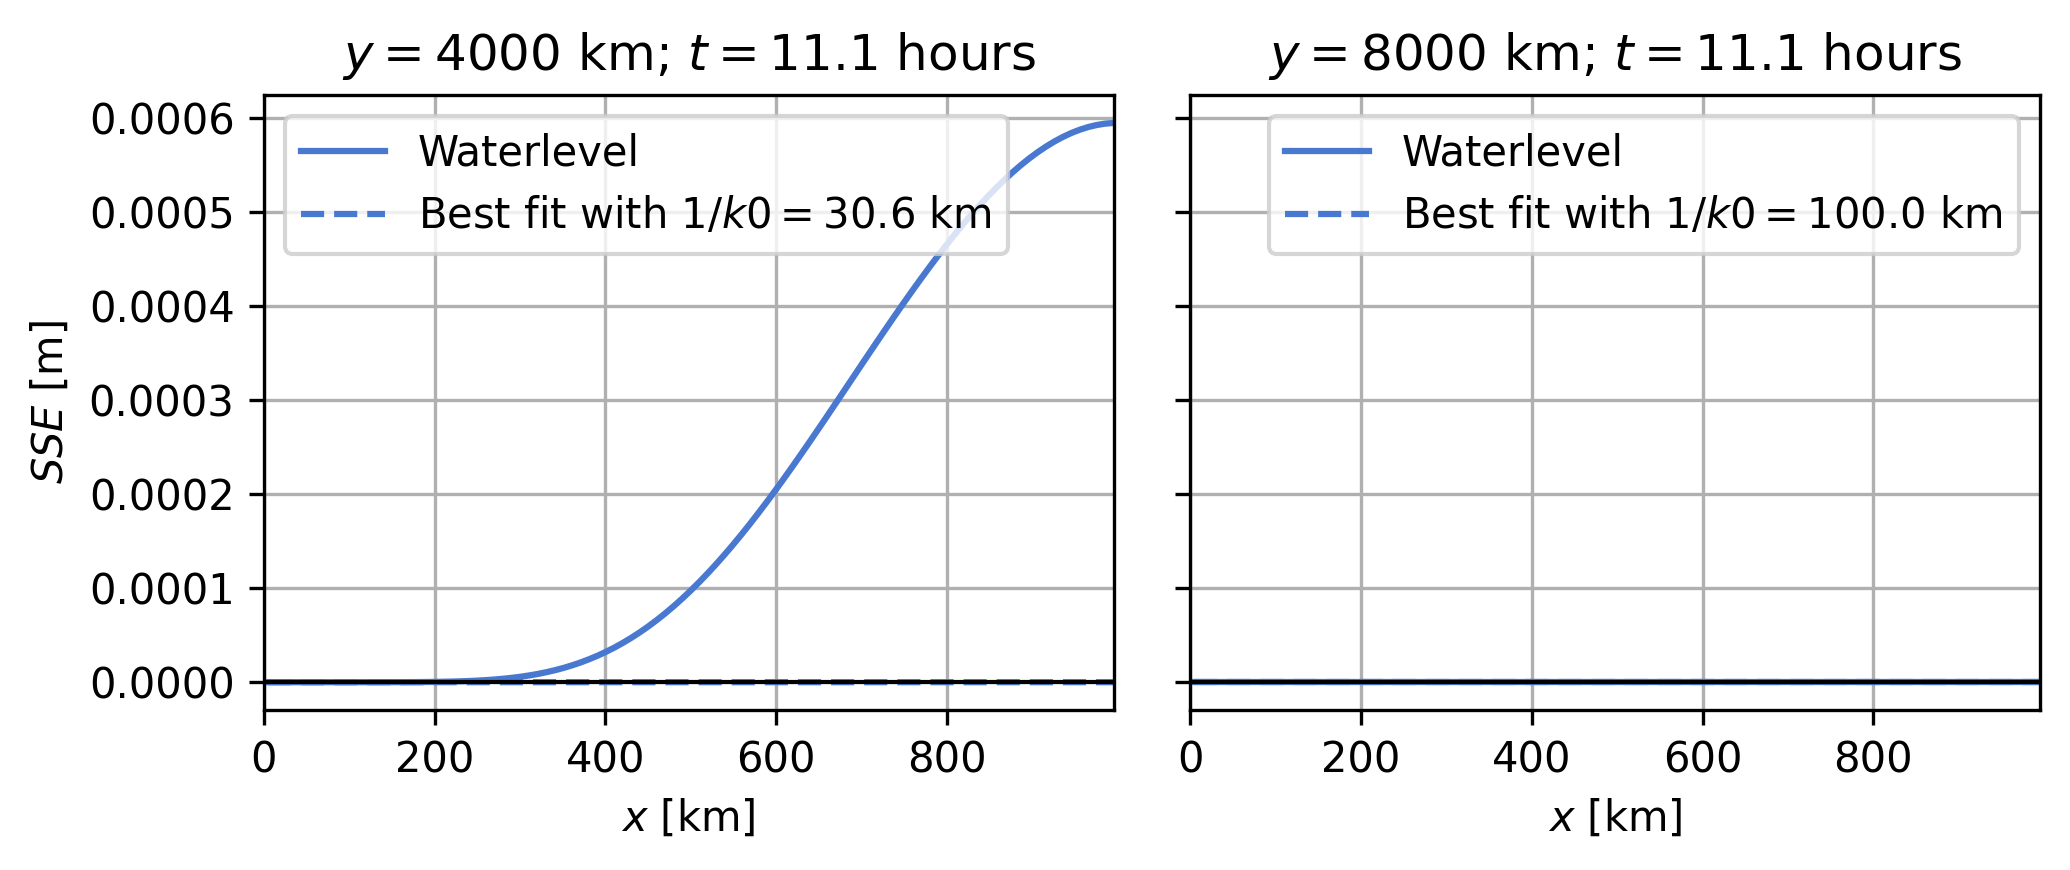 y = 4000 km; t = 11.1 hours
0.0006
0.0005
0.0004
0.0003
0.0002
0.0001
0.0000
SSE [m]
Waterlevel
Best fit with 1/k0 = 30.6 km
0 200 400 600 800
x [km]
y = 8000 km; t = 11.1 hours
Waterlevel
Best fit with 1/k0 = 100.0 km
0 200 400 600 800
x [km]